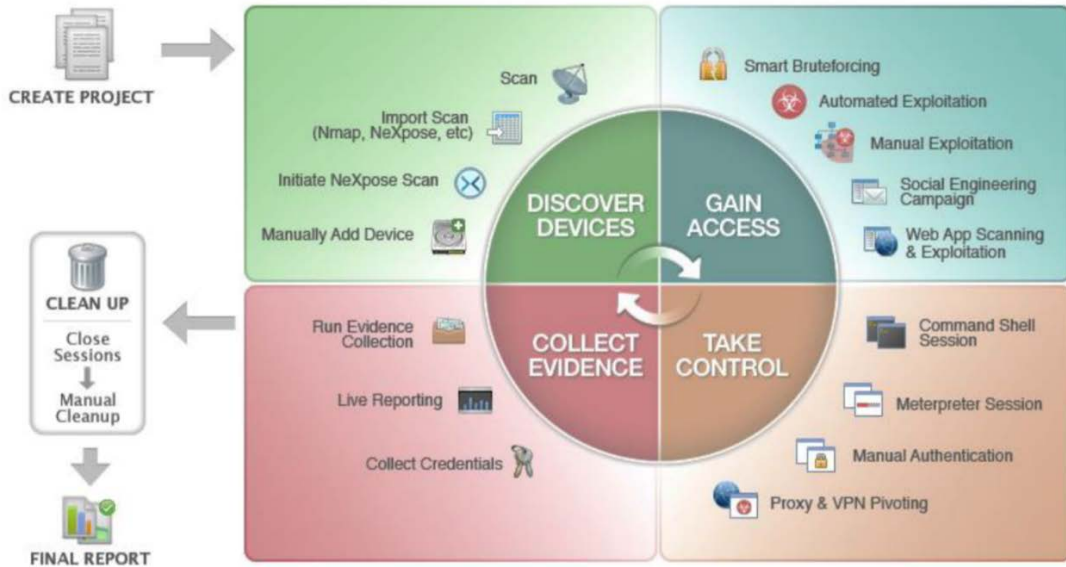 CREATE PROJECT
Scan
Import Scan
(Nmap, NeXpose, etc)
Initiate NeXpose Scan
Manually Add Device
DISCOVER
DEVICES
Smart Bruteforcing
Automated Exploitation
Manual Exploitation
Social Engineering
Campaign
Web App Scanning
& Exploitation
GAIN
ACCESS
Run Evidence
Collection
Live Reporting
Collect Credentials
COLLECT
EVIDENCE
TAKE
CONTROL
Command Shell
Session
Meterpreter Session
Manual Authentication
Proxy & VPN Pivoting
CLEAN UP
Close
Sessions
Manual
Cleanup
FINAL REPORT